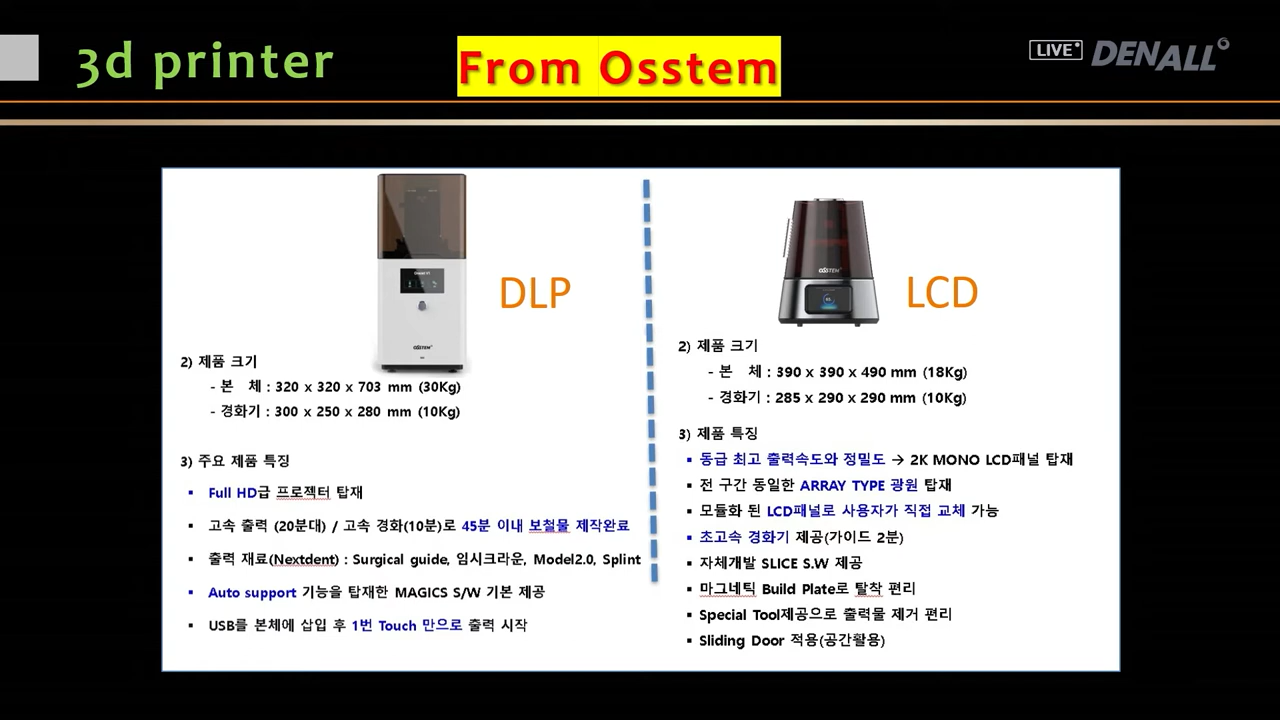 3d printer
From Osstem
LIVE
DENALL
DLP
OSSTEM
2) 제품 크기
- 본 체 : 320 x 320 x 703 mm (30Kg)
- 경화기 : 300 x 250 x 280 mm (10Kg)
3) 주요 제품 특징
▪ Full HD급 프로젝터 탑재
▪ 고속 출력 (20분대) / 고속 경화(10분)로 45분 이내 보철물 제작완료
▪ 출력 재료(Nextdent) : Surgical guide, 임시크라운, Model2.0, Splint
▪ Auto support 기능을 탑재한 MAGICS S/W 기본 제공
▪ USB를 본체에 삽입 후 1번 Touch 만으로 출력 시작
OSSTEM
LCD
2) 제품 크기
- 본 체 : 390 x 390 x 490 mm (18Kg)
- 경화기 : 285 x 290 x 290 mm (10Kg)
3) 제품 특징
▪ 동급 최고 출력속도와 정밀도 → 2K MONO LCD패널 탑재
▪ 전 구간 동일한 ARRAY TYPE 광원 탑재
▪ 모듈화 된 LCD패널로 사용자가 직접 교체 가능
▪ 초고속 경화기 제공(가이드 2분)
▪ 자체개발 SLICE S.W 제공
▪ 마그네틱 Build Plate로 탈착 편리
▪ Special Tool제공으로 출력물 제거 편리
▪ Sliding Door 적용(공간활용)